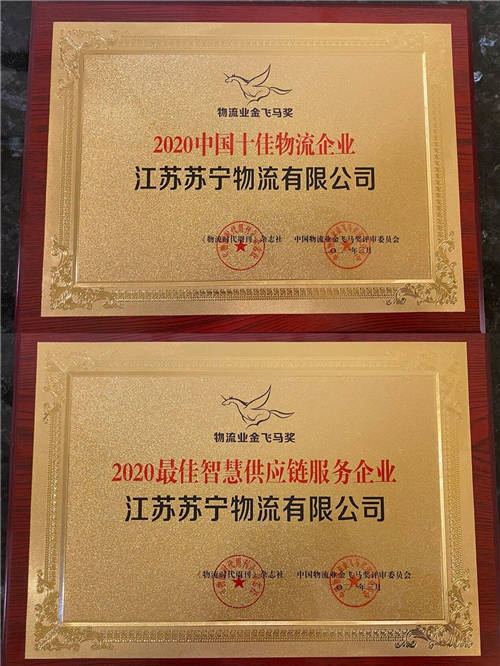 物流业金飞马奖
2020中国十佳物流企业
江苏苏宁物流有限公司
《物流时代周刊》杂志社 中国物流业金飞马奖评审委员会
物流业金飞马奖
2020最佳智慧供应链服务企业
江苏苏宁物流有限公司
《物流时代周刊》杂志社 中国物流业金飞马奖评审委员会